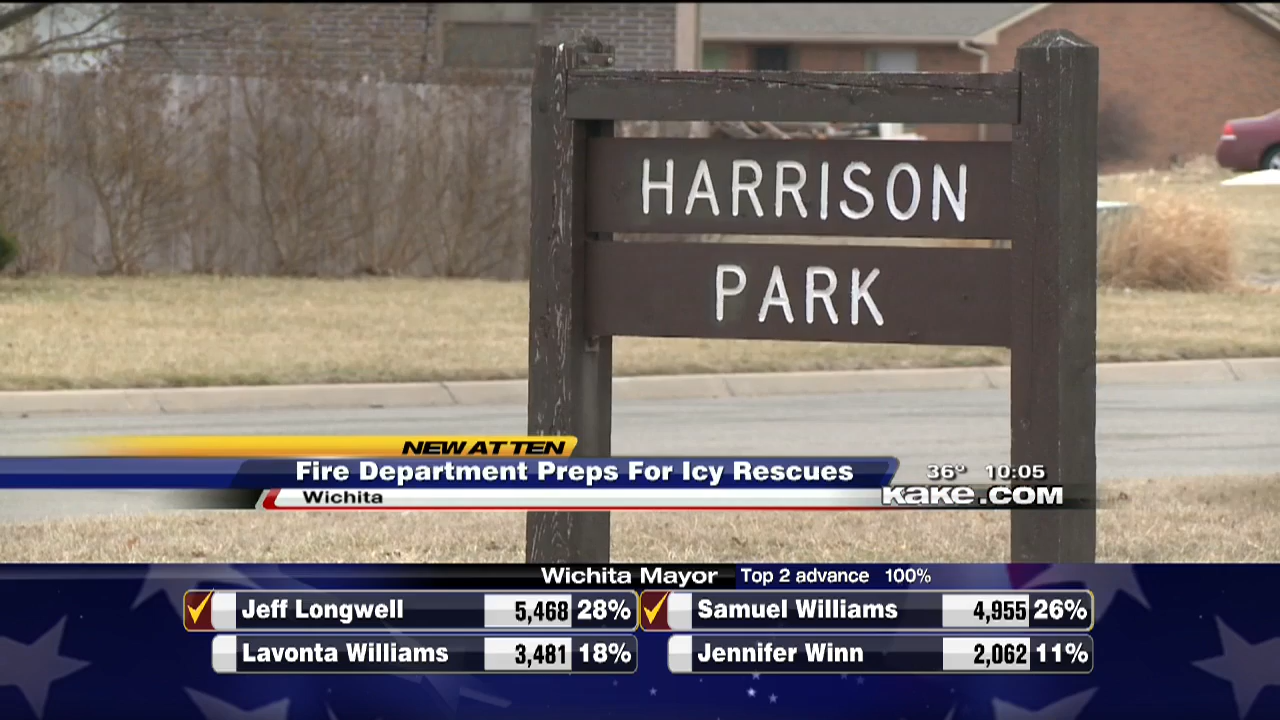 HARRISON
PARK
NEW AT TEN
Fire Department Preps For Icy Rescues
36° 10:05
Wichita
KAKE.COM
Wichita Mayor Top 2 advance 100%
Jeff Longwell 5,468 28% Samuel Williams 4,955 26%
Lavonta Williams 3,481 18% Jennifer Winn 2,062 11%